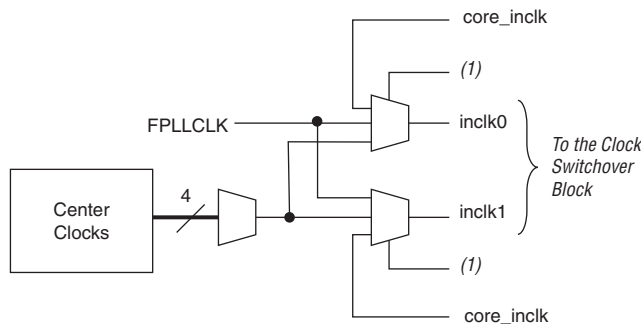 core_inclk
(1)
FPLLCLK
inclk0
To the Clock
Switchover
Block
4
Center
Clocks
inclk1
(1)
core_inclk